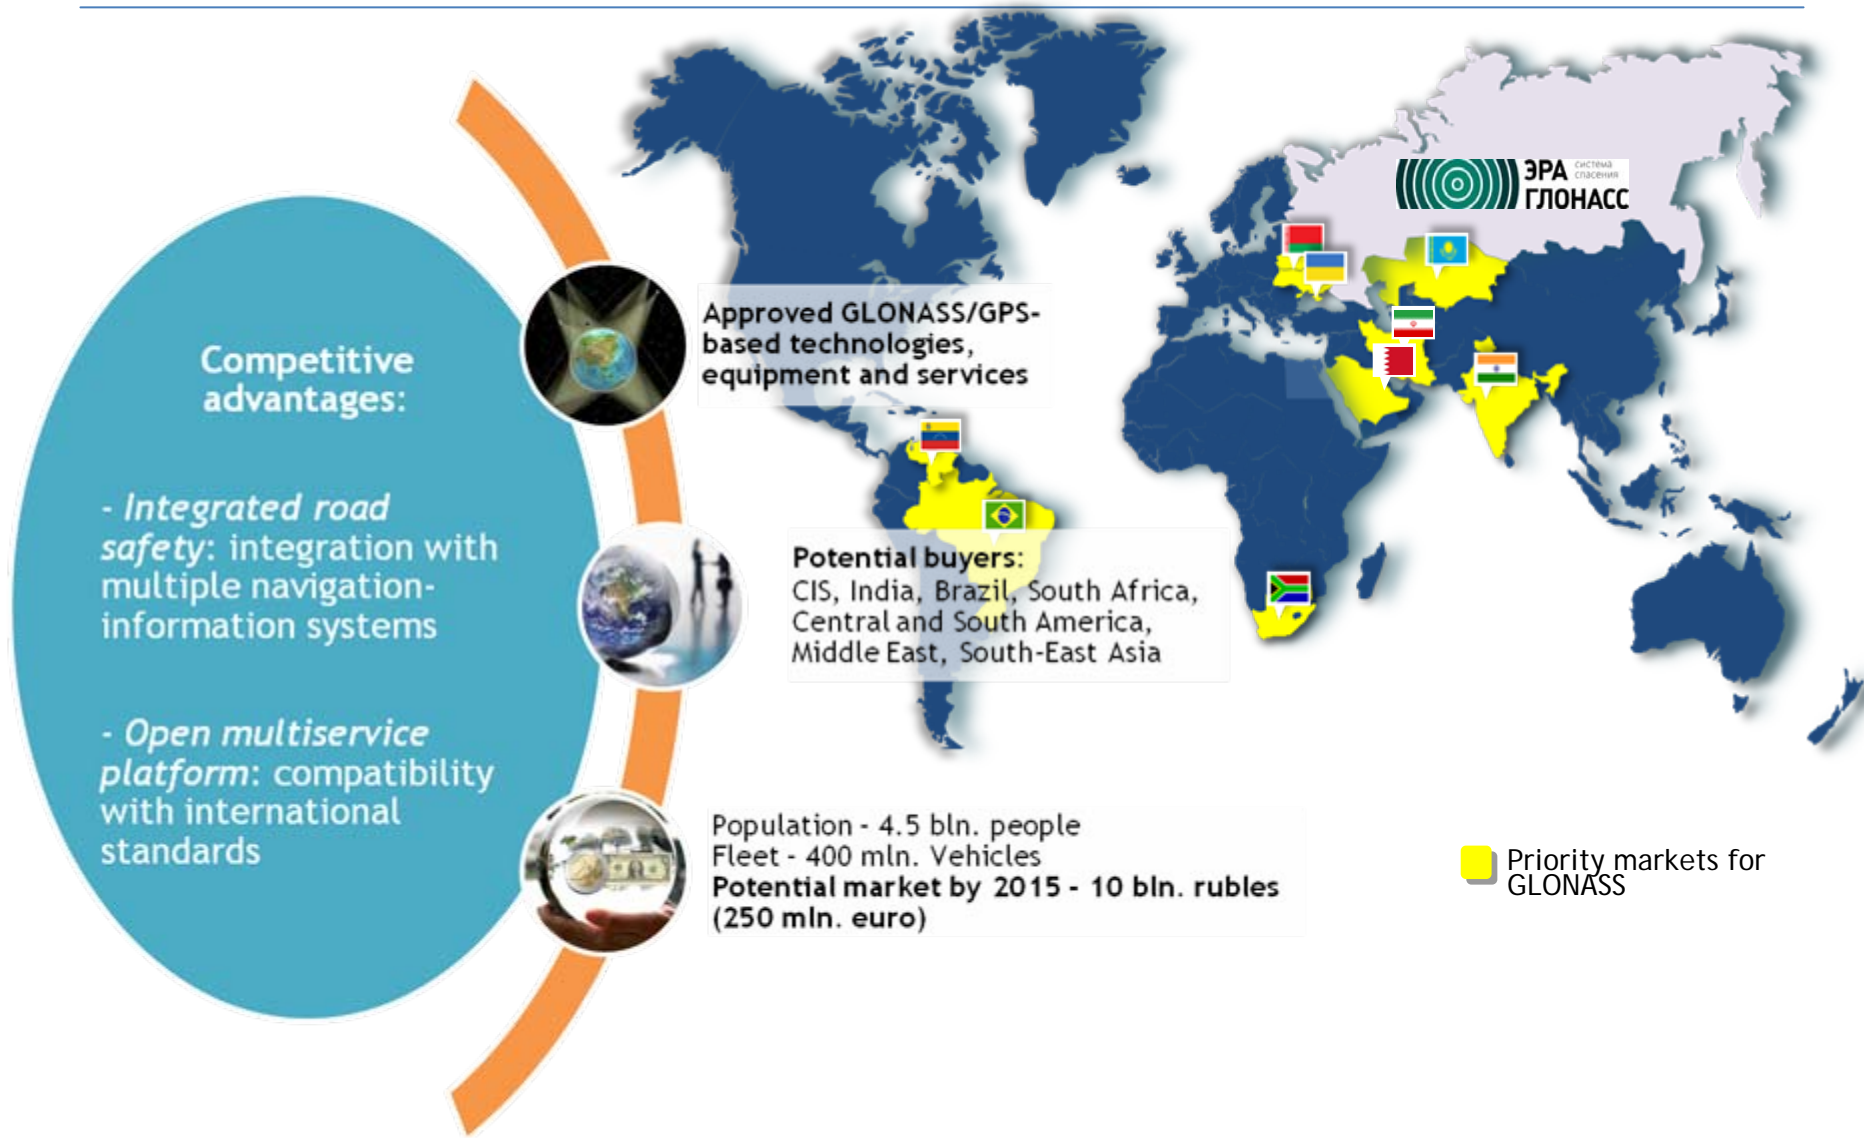 Competitive
advantages:
- Integrated road
safety: integration with
multiple navigation-
information systems
- Open multiservice
platform: compatibility
with international
standards
Approved GLONASS/GPS-
based technologies,
equipment and services
Potential buyers:
CIS, India, Brazil, South Africa,
Central and South America,
Middle East, South-East Asia
Population - 4.5 bln. people
Fleet - 400 mln. Vehicles
Potential market by 2015 - 10 bln. rubles
(250 mln. euro)
ЭРА система
спасения
ГЛОНАСС
Priority markets for
GLONASS